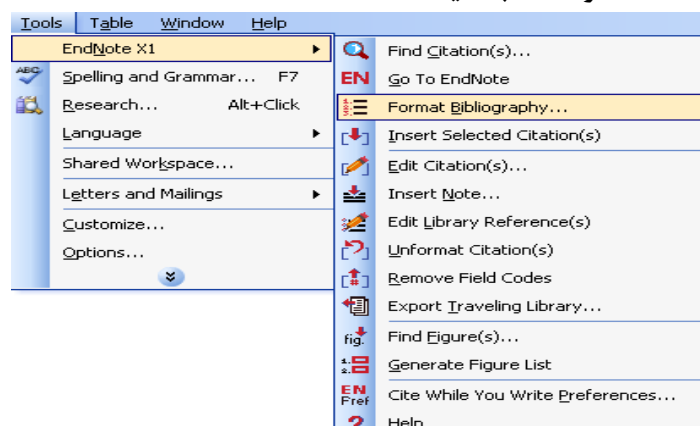 Tools Table Window Help
EndNote X1
Spelling and Grammar... F7
Research... Alt+Click
Language
Shared Workspace...
Letters and Mailings
Customize...
Options...
Find Citation(s)...
EN Go To EndNote
Format Bibliography...
Insert Selected Citation(s)
Edit Citation(s)...
Insert Note...
Edit Library Reference(s)
Unformat Citation(s)
Remove Field Codes
Export Traveling Library...
fig. Find Figure(s)...
Generate Figure List
EN Pref Cite While You Write Preferences...
? Help